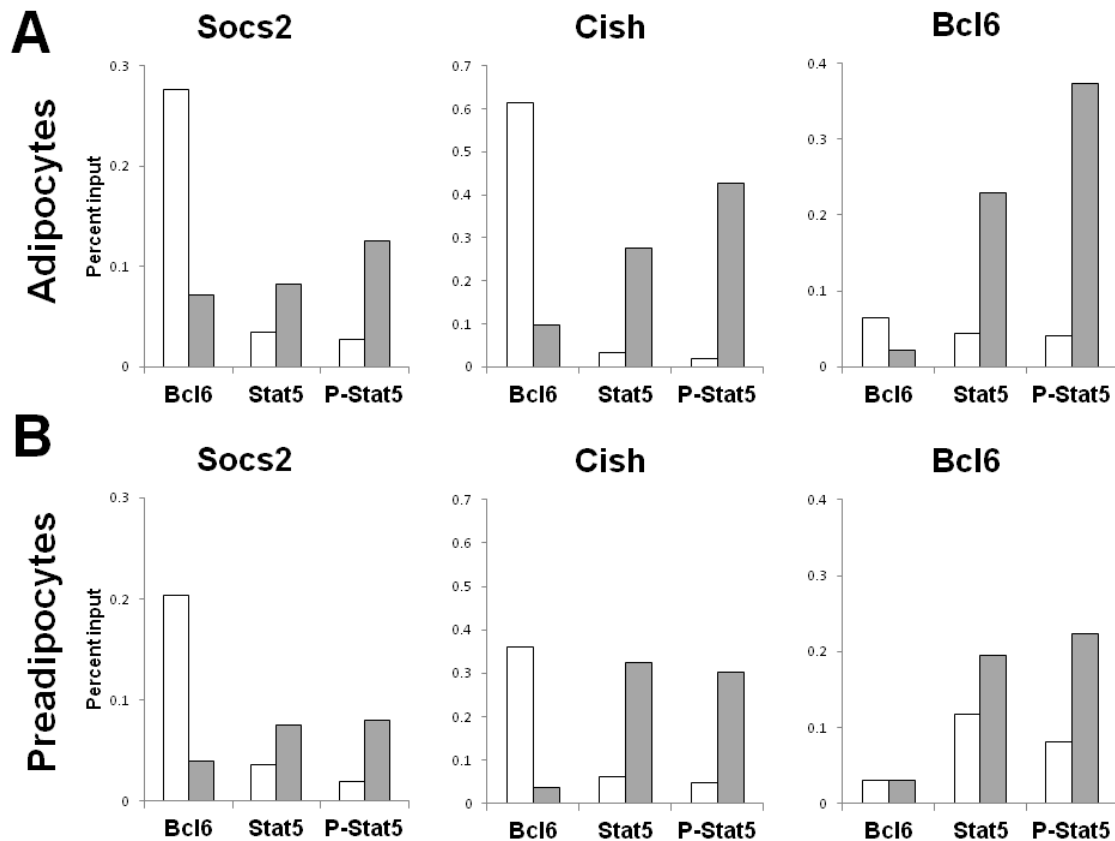 A
Adipocytes
Socs2
Percent input
0.3
0.2
0.1
0
Bcl6 Stat5 P-Stat5
Cish
0.7
0.6
0.5
0.4
0.3
0.2
0.1
0
Bcl6 Stat5 P-Stat5
Bcl6
0.4
0.3
0.2
0.1
0
Bcl6 Stat5 P-Stat5
B
Preadipocytes
Socs2
Percent input
0.3
0.2
0.1
0
Bcl6 Stat5 P-Stat5
Cish
0.7
0.6
0.5
0.4
0.3
0.2
0.1
0
Bcl6 Stat5 P-Stat5
Bcl6
0.4
0.3
0.2
0.1
0
Bcl6 Stat5 P-Stat5